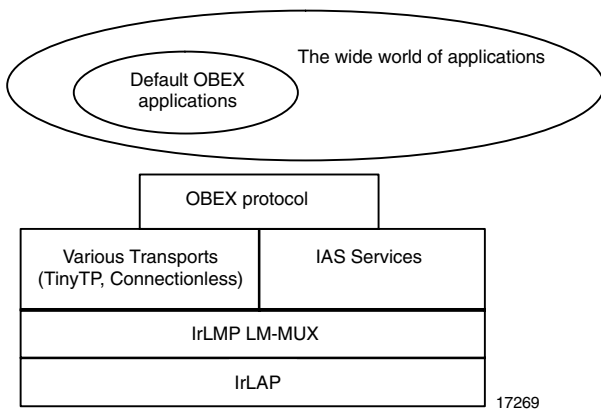 The wide world of applications
Default OBEX
applications
OBEX protocol
Various Transports
(TinyTP, Connectionless)
IAS Services
IrLMP LM-MUX
IrLAP
17269